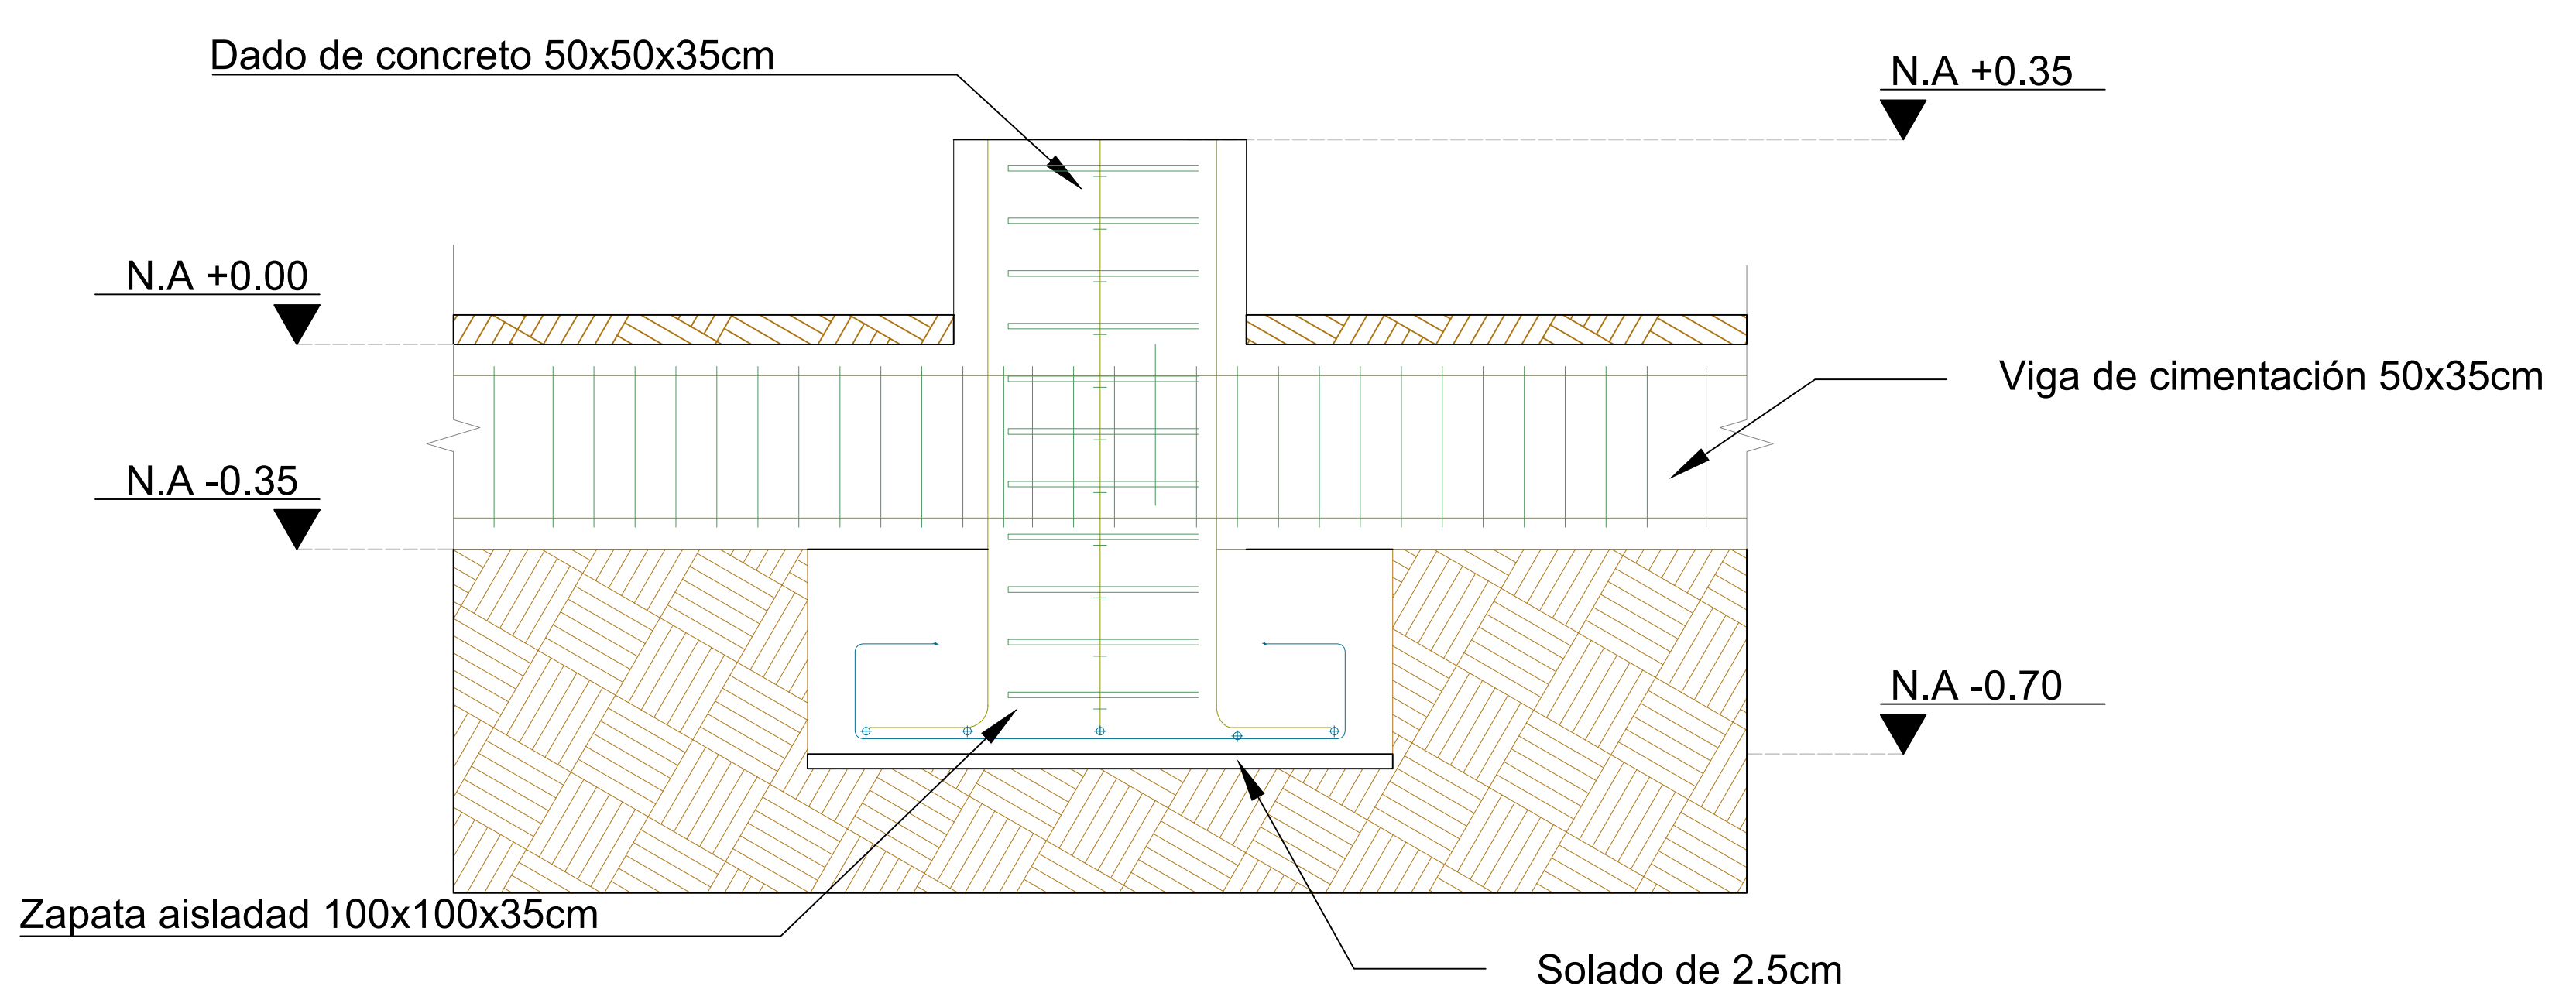 Dado de concreto 50x50x35cm
N.A +0.35
N.A +0.00
Viga de cimentación 50x35cm
N.A -0.35
N.A -0.70
Zapata aisladad 100x100x35cm
Solado de 2.5cm